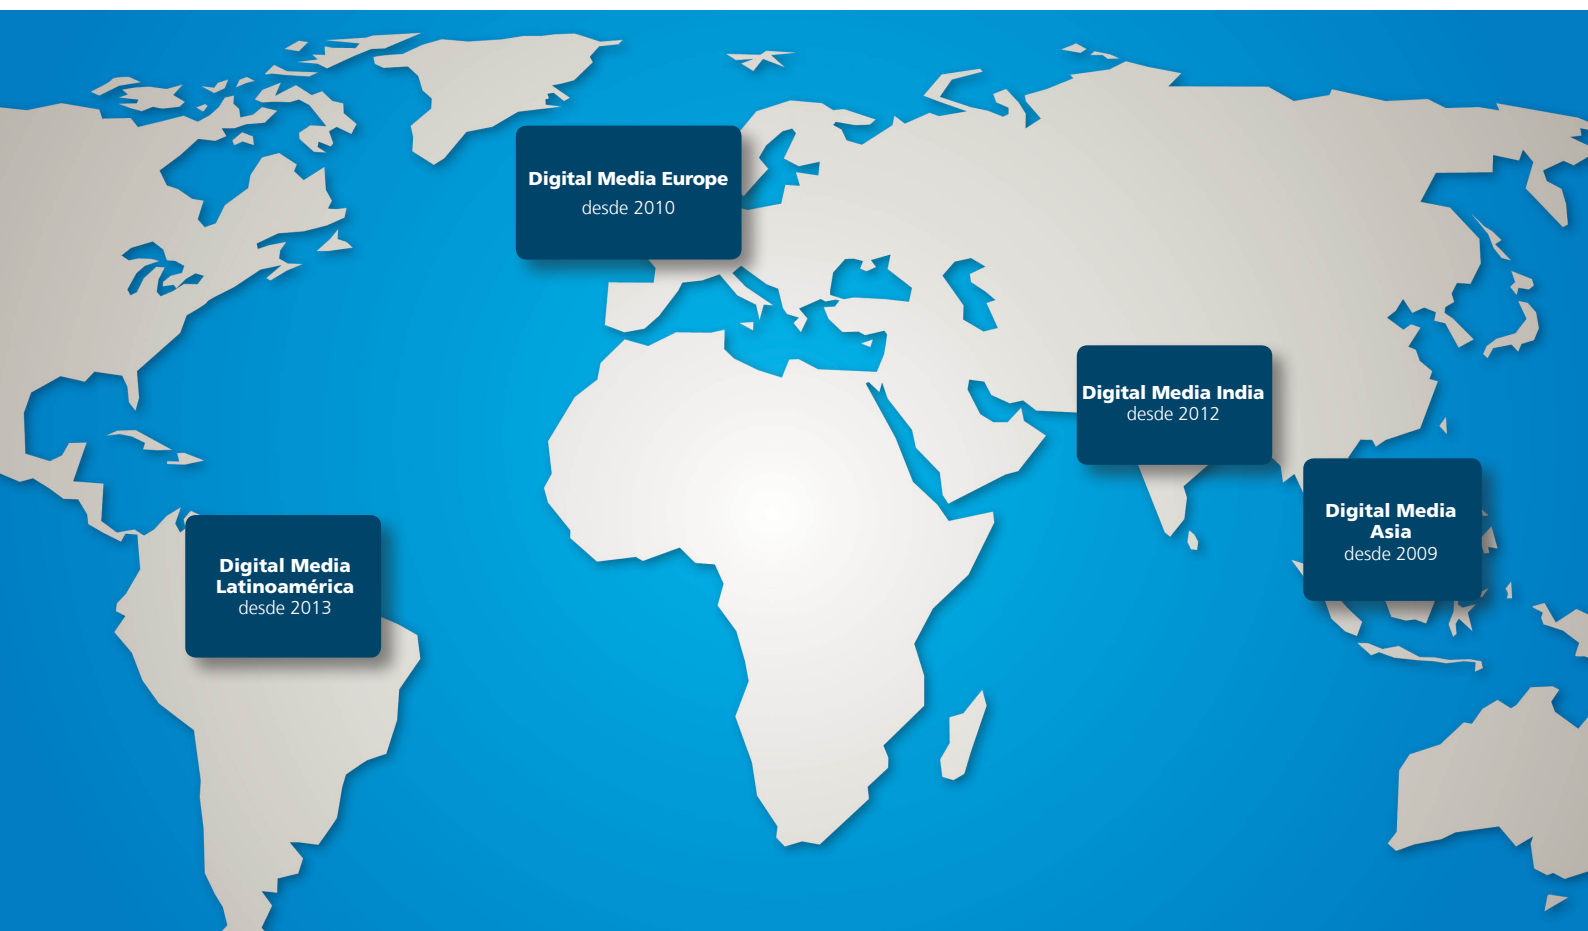 Digital Media Europe
desde 2010
Digital Media India
desde 2012
Digital Media
Asia
desde 2009
Digital Media
Latinoamérica
desde 2013